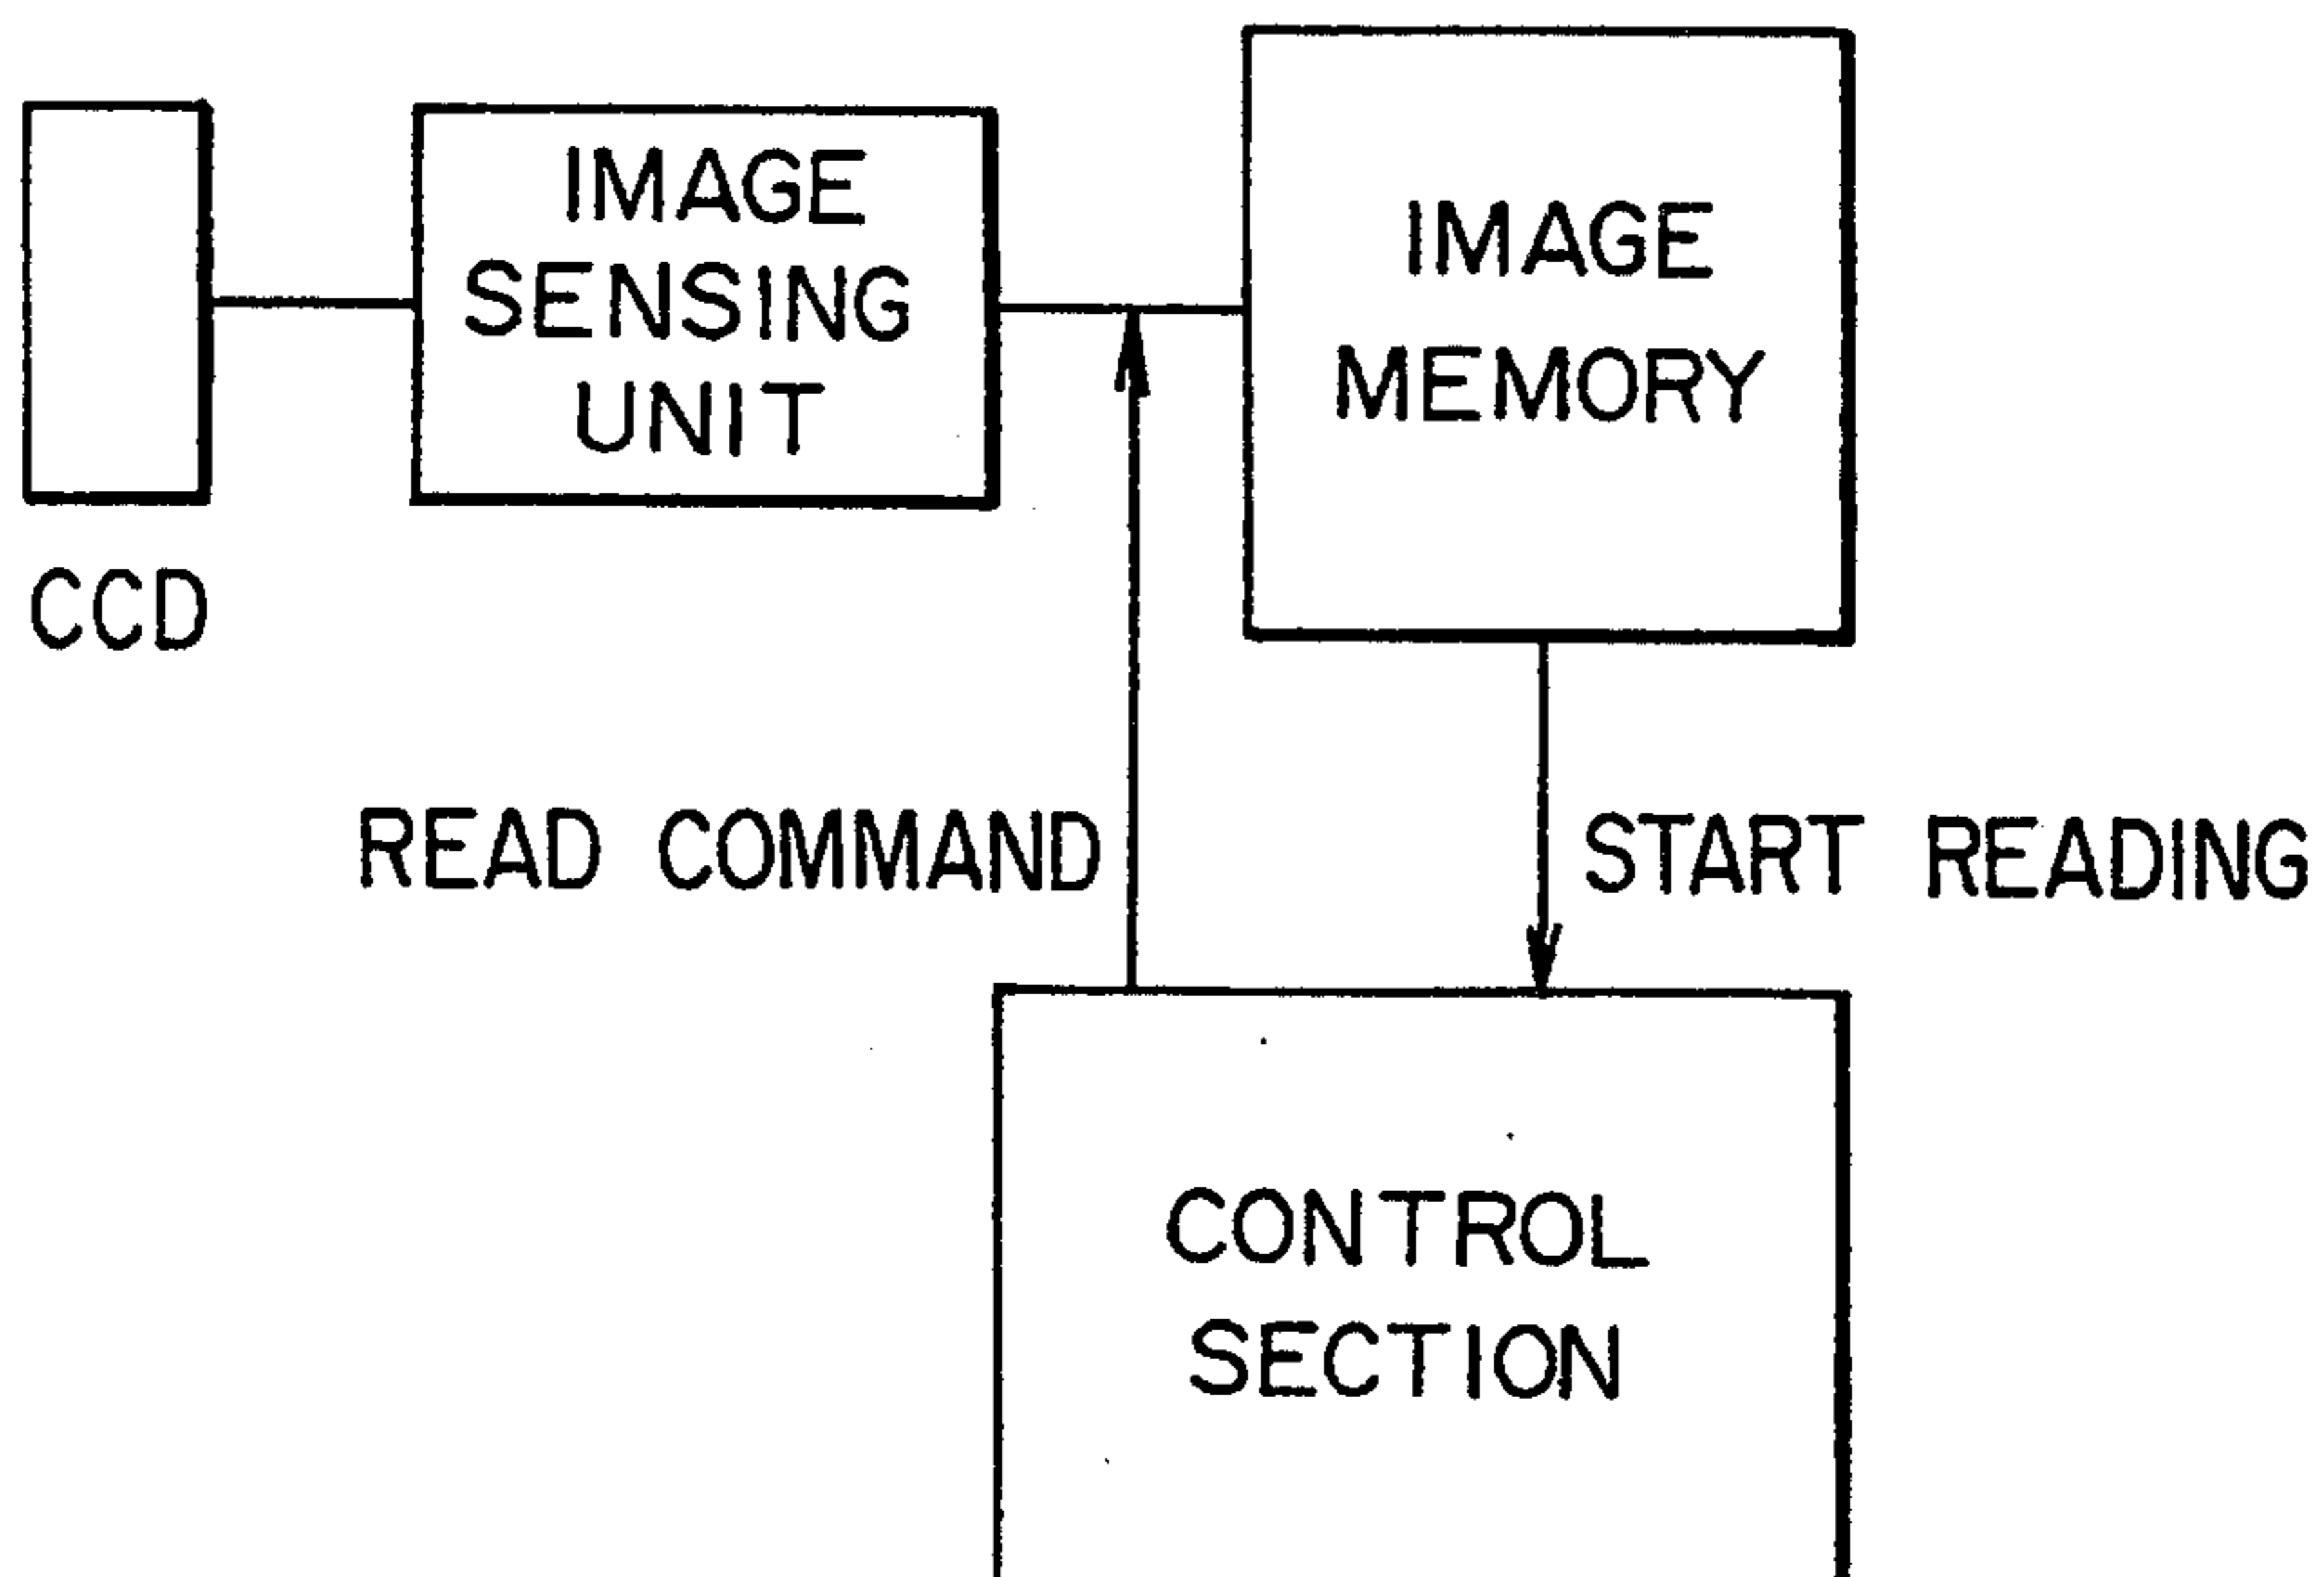 IMAGE
SENSING
UNIT
IMAGE
MEMORY
CCD
READ COMMAND
START READING
CONTROL
SECTION